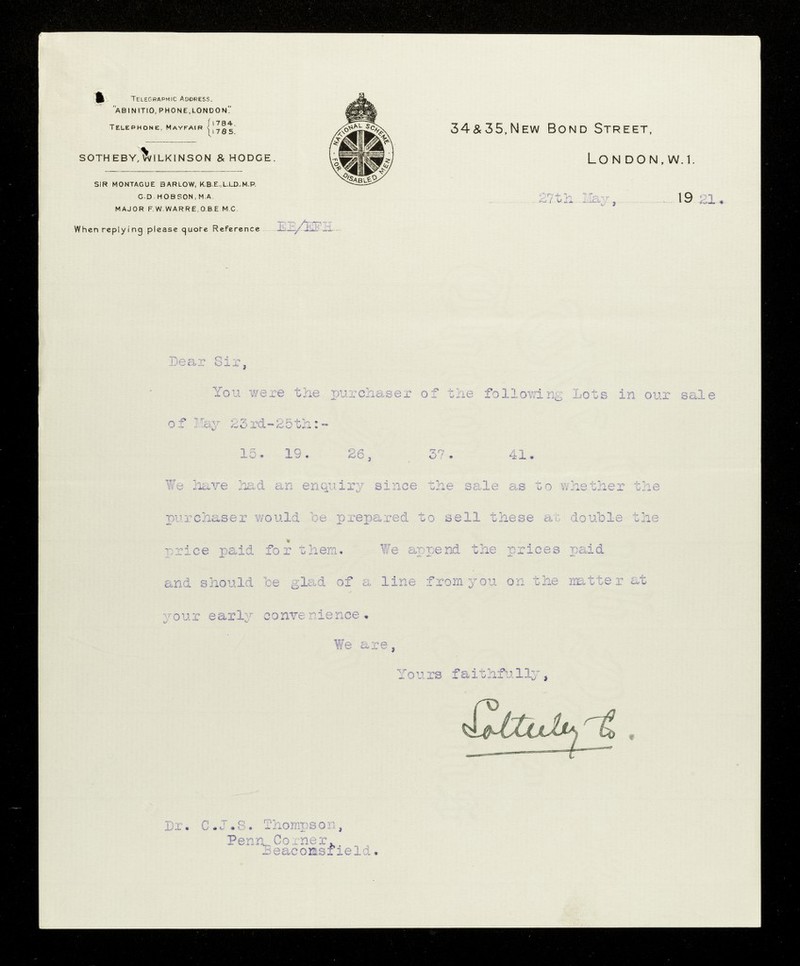 TELEGRAPHIC ADDRESS,
"ABINITIO, PHONE, LONDON."
TELEPHONE, MAYFAIR {1784.
1785.
SOTHEBY, WILKINSON & HODGE.
SIR MONTAGUE BARLOW, K.B.E., L.L.D., M.P.
G.D. HOBSON, M.A.
MAJOR F.W. WARRE, O.B.E. M.C.
When replying please quote Reference EB/EFH
NATIONAL SCHEME
FOR DISABLED MEN
34 & 35, NEW BOND STREET,
LONDON, W.1.
27th May, 19 21.
Dear Sir,
You were the purchaser of the following Lots in our sale
of May 23rd-25th:-
15. 19. 26, 37. 41.
We have had an enquiry since the sale as to whether the
purchaser would be prepared to sell these at double the
price paid for them. We append the prices paid
and should be glad of a line from you on the matter at
your early convenience.
We are,
Yours faithfully,
Dr. C.J.S. Thompson,
Penn Corner,
Beaconsfield.